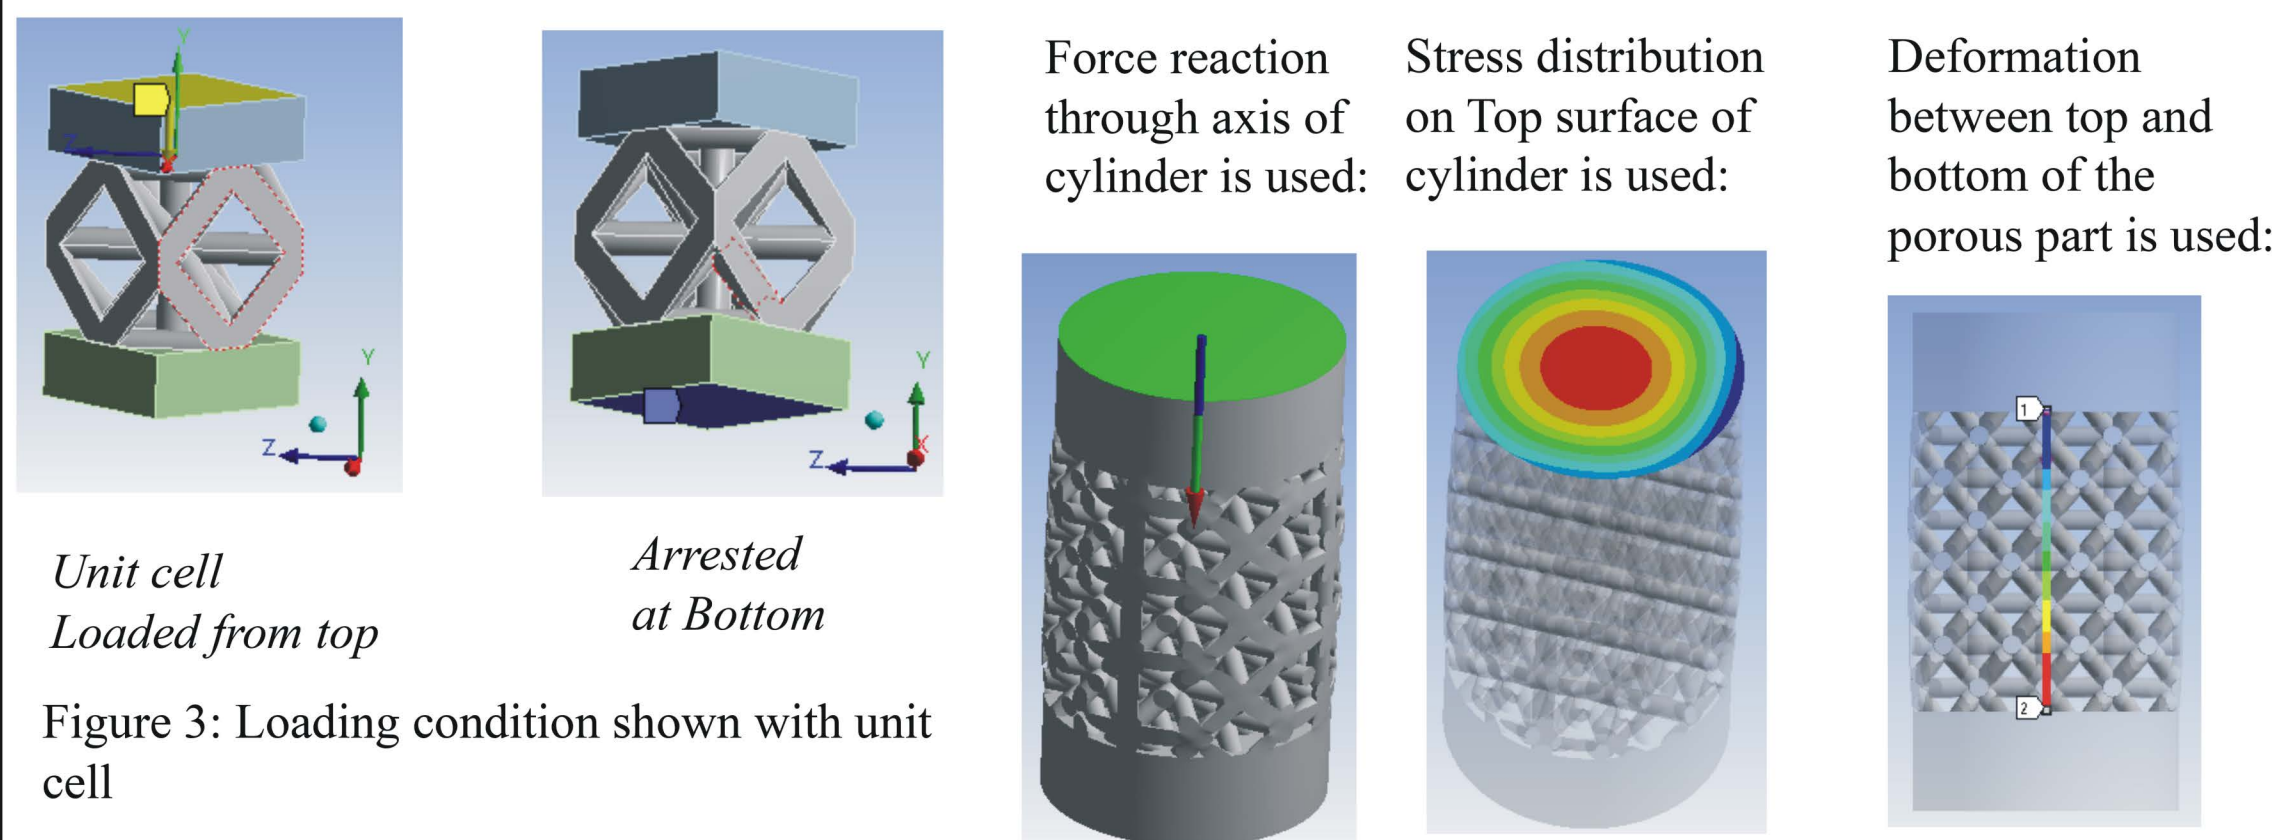 Unit cell
Loaded from top
Arrested
at Bottom
Figure 3: Loading condition shown with unit
cell
Force reaction
through axis of
cylinder is used:
Stress distribution
on Top surface of
cylinder is used:
Deformation
between top and
bottom of the
porous part is used:
Y
Z
Y
Z
Y
Z
X
1
2